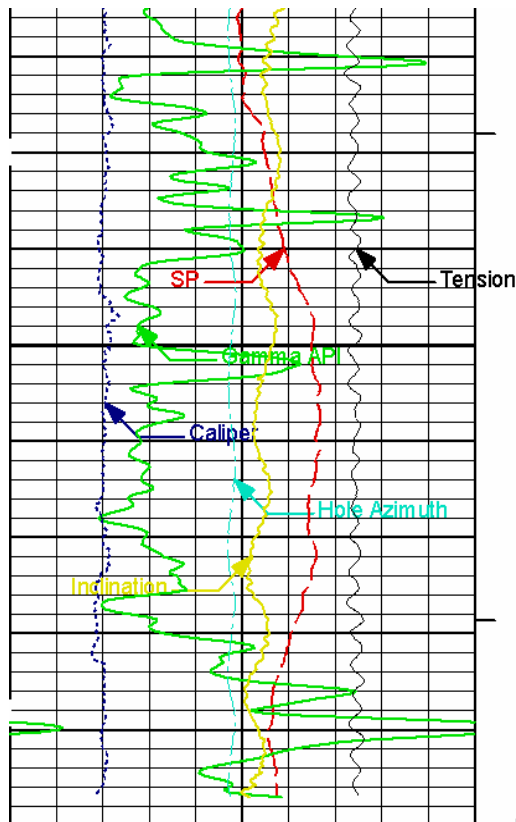 SP
Tension
Gamma API
Caliper
Hole Azimuth
Inclination